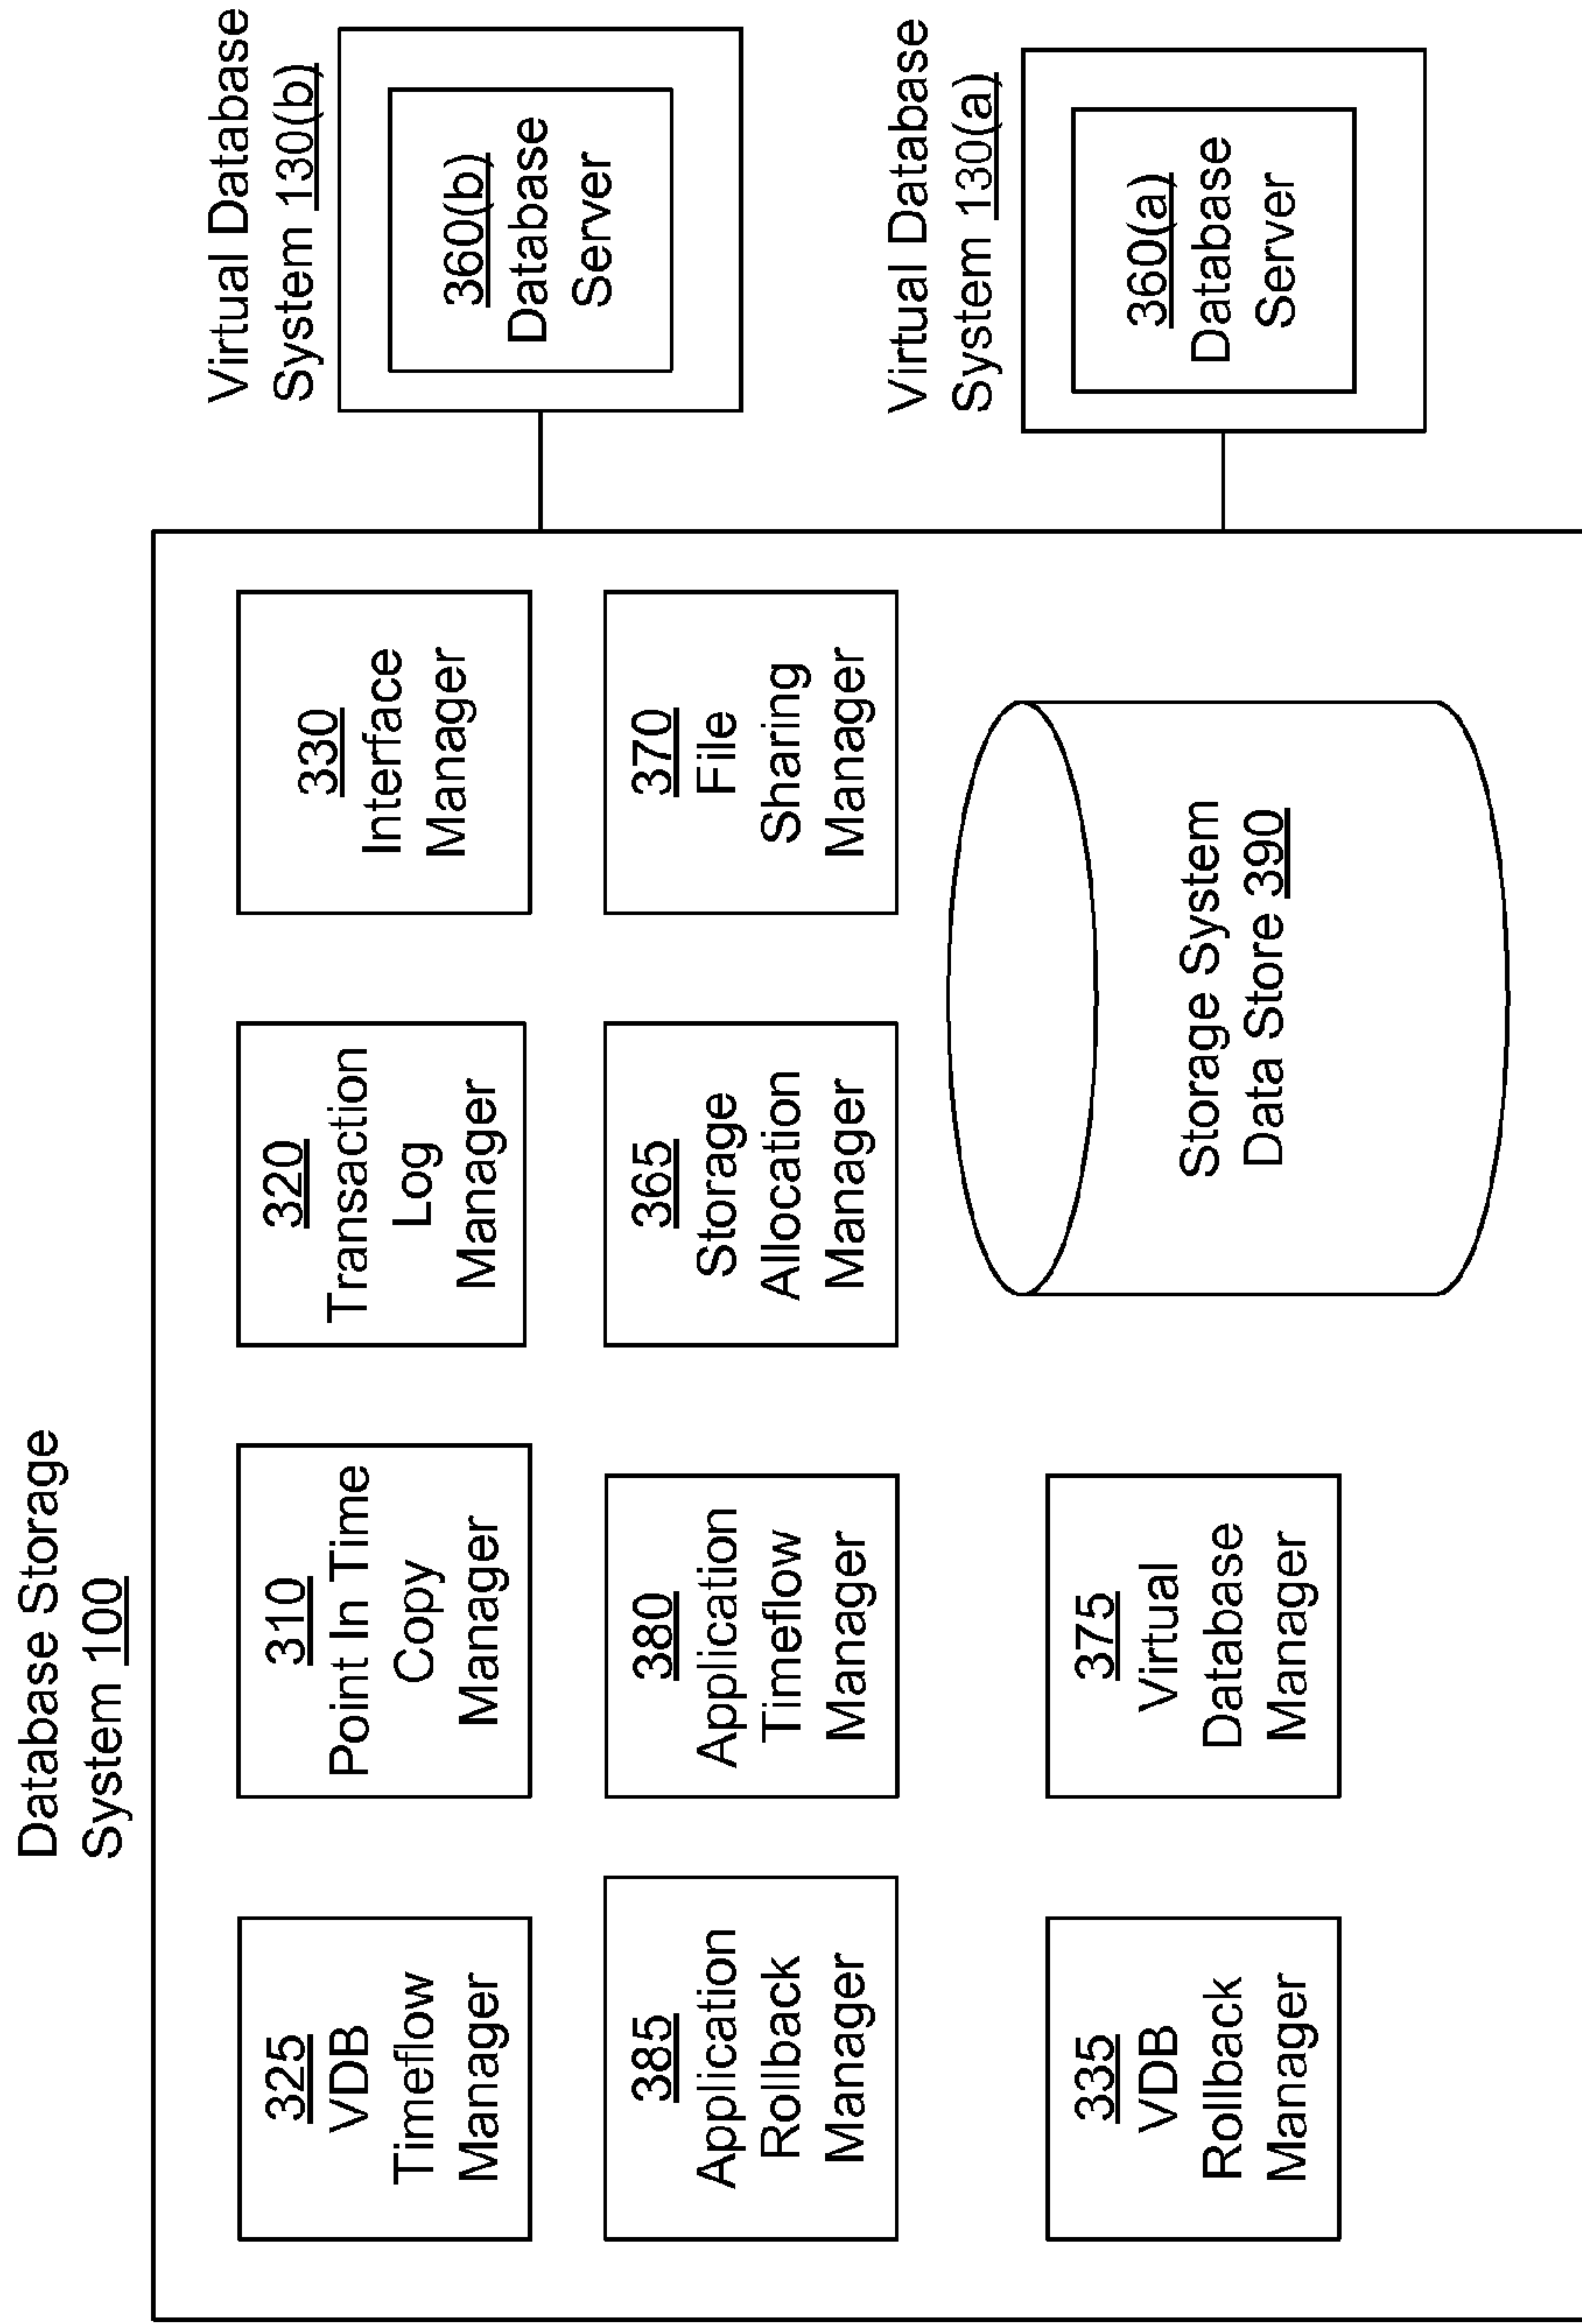 Database Storage
System 100
325
VDB
Timeflow
Manager
310
Point In Time
Copy
Manager
320
Transaction
Log
Manager
330
Interface
Manager
385
Application
Rollback
Manager
380
Application
Timeflow
Manager
365
Storage
Allocation
Manager
370
File
Sharing
Manager
335
VDB
Rollback
Manager
375
Virtual
Database
Manager
Storage System
Data Store 390
Virtual Database
System 130(b)
360(b)
Database
Server
Virtual Database
System 130(a)
360(a)
Database
Server